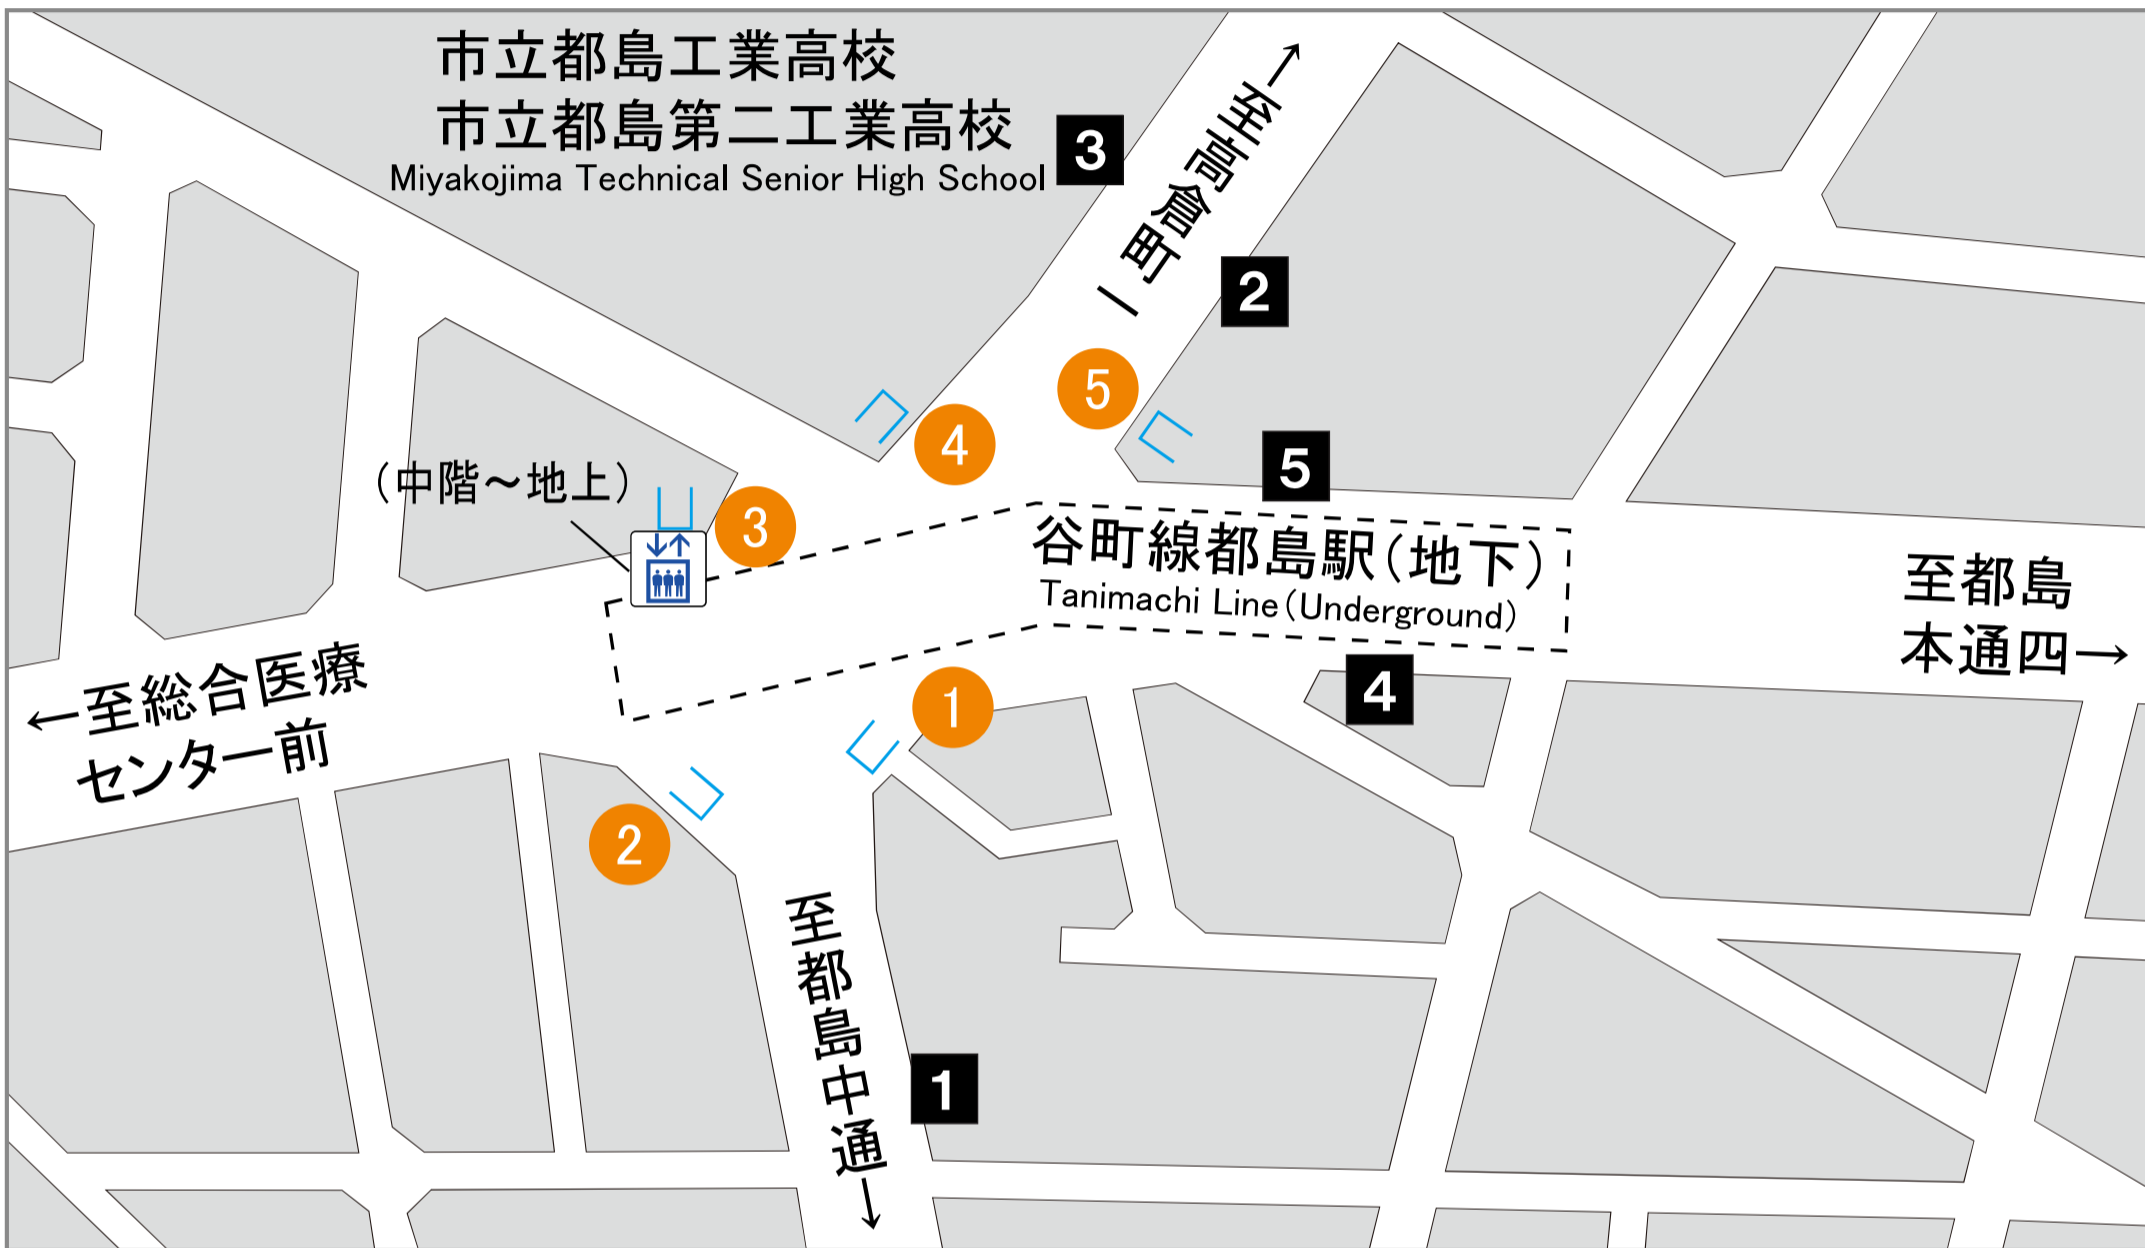 市立都島工業高校
市立都島第二工業高校
Miyakojima Technical Senior High School
3
→至高倉町一
2
5
4
(中階～地上)
3
5
谷町線都島駅(地下)
Tanimachi Line(Underground)
至都島
本通四→
4
←至総合医療
センター前
1
2
至都島中通→
1